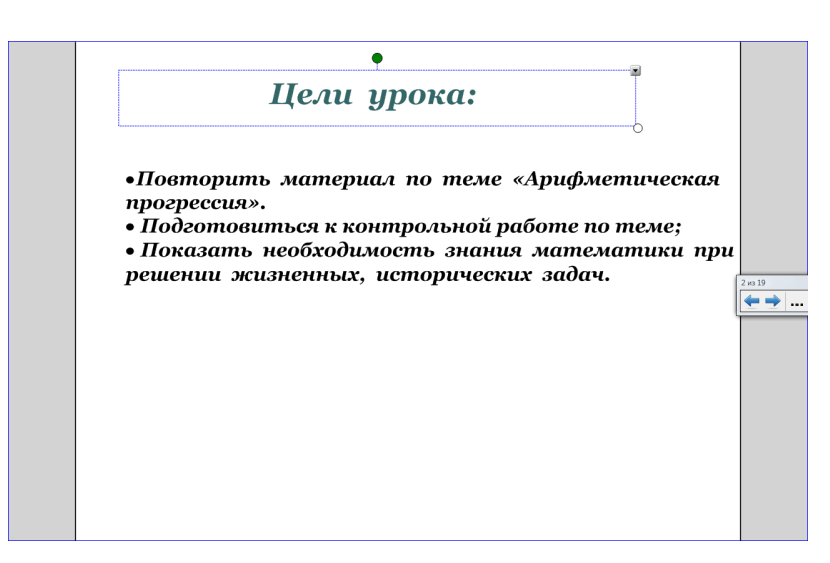 Цели урока:
•Повторить материал по теме «Арифметическая
прогрессия».
• Подготовиться к контрольной работе по теме;
• Показать необходимость знания математики при
решении жизненных, исторических задач.
2 из 19
...